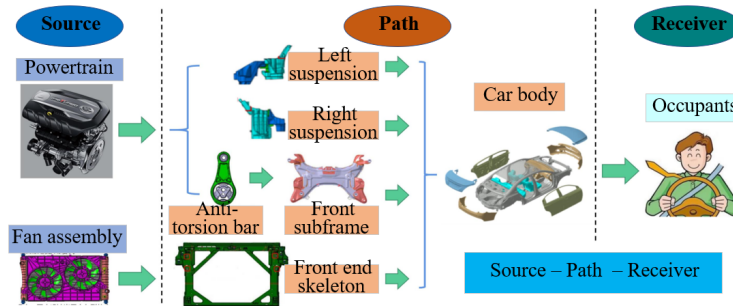 Source
Path
Receiver
Powertrain
Left
suspension
Right
suspension
Car body
Occupants
Anti-
torsion bar
Front
subframe
Fan assembly
Front end
skeleton
Source – Path – Receiver